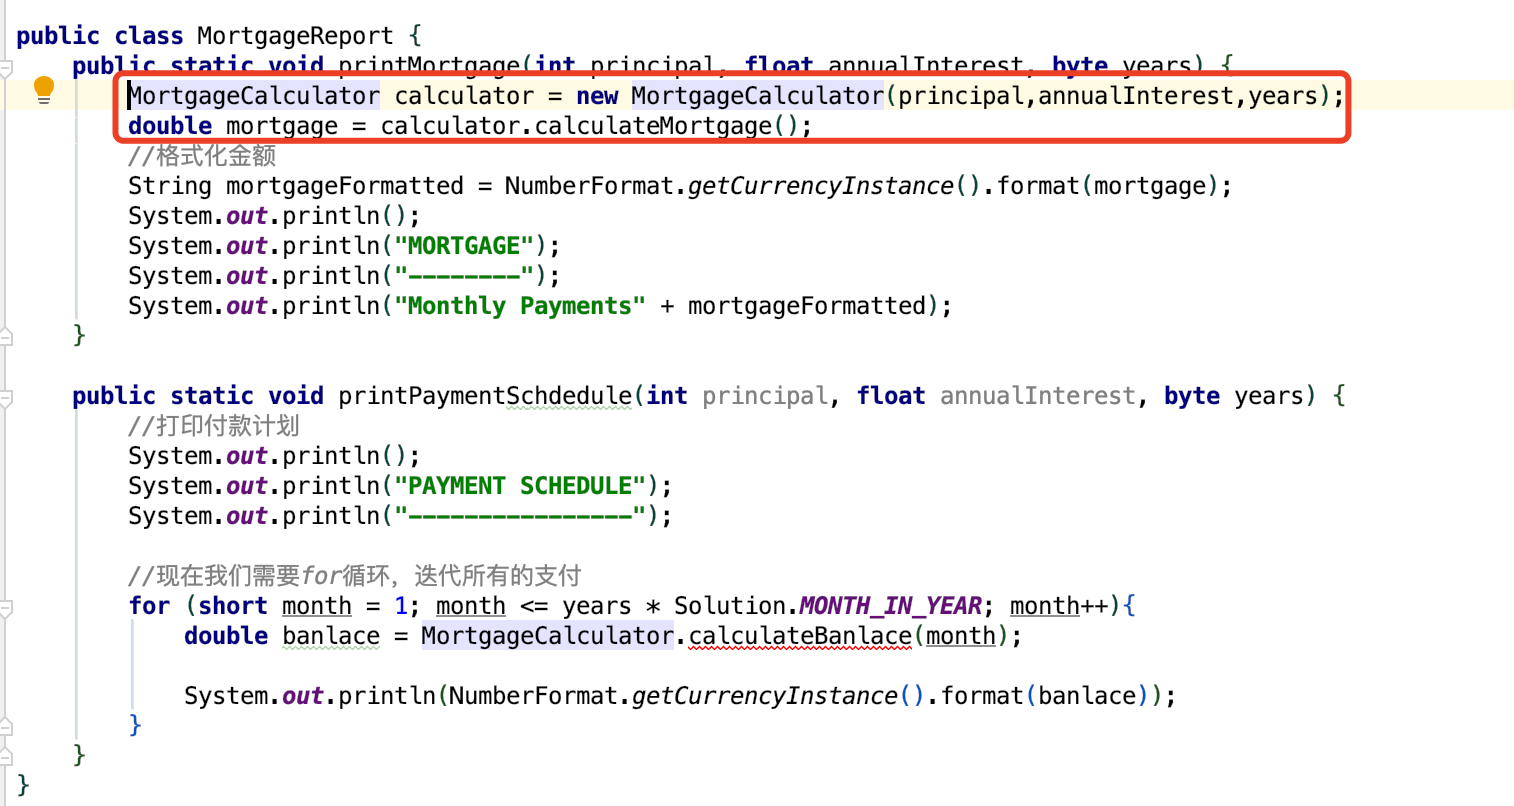 public class MortgageReport {
public static void printMortgage(int principal, float annualInterest, byte years) {
MortgageCalculator calculator = new MortgageCalculator(principal,annualInterest,years);
double mortgage = calculator.calculateMortgage();
//格式化金额
String mortgageFormatted = NumberFormat.getCurrencyInstance().format(mortgage);
System.out.println();
System.out.println("MORTGAGE");
System.out.println("--------");
System.out.println("Monthly Payments" + mortgageFormatted);
}
public static void printPaymentSchdedule(int principal, float annualInterest, byte years) {
//打印付款计划
System.out.println();
System.out.println("PAYMENT SCHEDULE");
System.out.println("----------------");
//现在我们需要for循环，迭代所有的支付
for (short month = 1; month <= years * Solution.MONTH_IN_YEAR; month++){
double banlace = MortgageCalculator.calculateBanlace(month);
System.out.println(NumberFormat.getCurrencyInstance().format(banlace));
}
}
}